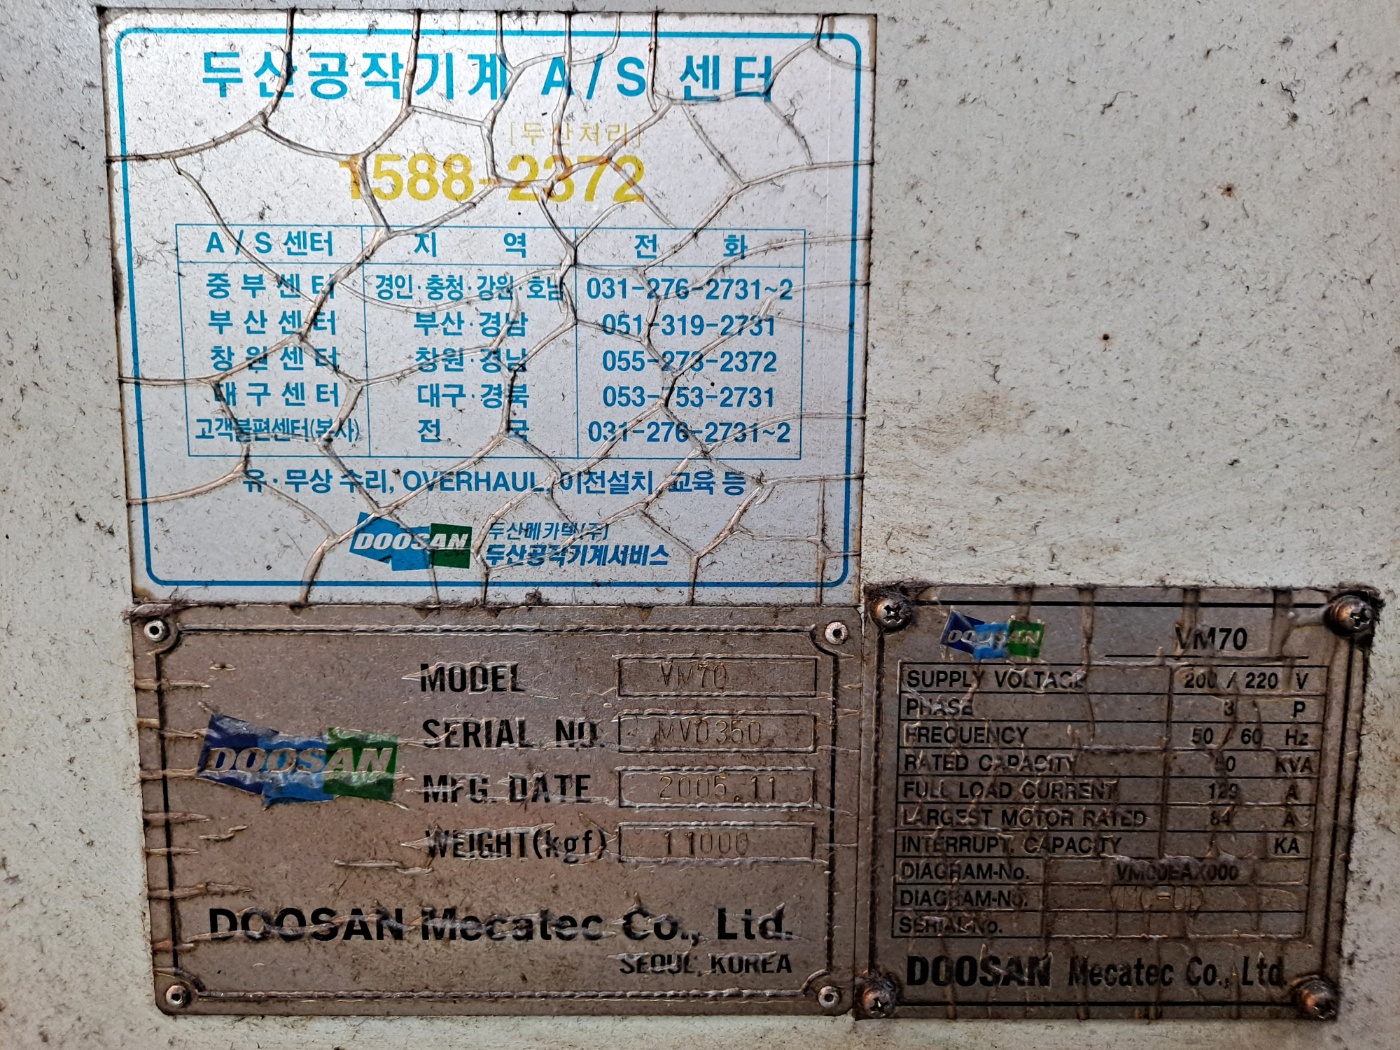 두산공작기계 A/S 센터
[두산처리]
1588-2372
A/S 센터 지 역 전 화
중부센터 경인·충청·강원·호남 031-276-2731~2
부산센터 부산·경남 051-319-2731
창원센터 창원·경남 055-273-2372
대구센터 대구·경북 053-753-2731
고객불편센터(본사) 전 국 031-276-2731~2
유·무상 수리, OVERHAUL, 이전설치, 교육 등
DOOSAN 두산메카텍(주)
두산공작기계서비스
MODEL VM70
SERIAL NO. MV0350
MFG. DATE 2005.11
WEIGHT(kgf) 11000
DOOSAN
DOOSAN Mecatec Co., Ltd.
SEOUL, KOREA
DOOSAN VM70
SUPPLY VOLTAGE 200 / 220 V
PHASE 3 P
FREQUENCY 50 / 60 Hz
RATED CAPACITY KVA
FULL LOAD CURRENT A
LARGEST MOTOR RATED 84 A
INTERRUPT. CAPACITY KA
DIAGRAM-No.
DIAGRAM-No.
SERIAL-No.
DOOSAN Mecatec Co., Ltd.